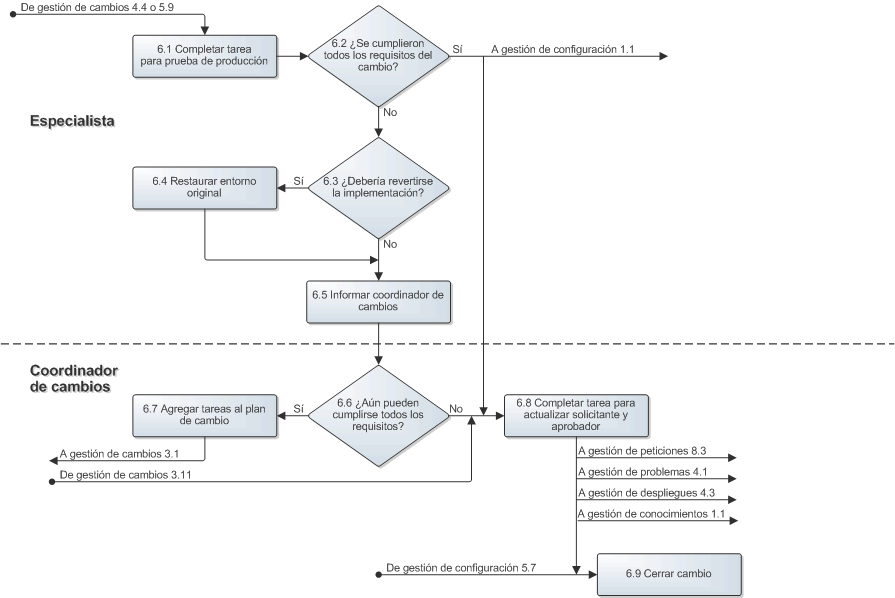 De gestión de cambios 4.4 o 5.9
6.1 Completar tarea
para prueba de producción
6.2 ¿Se cumplieron
todos los requisitos del
cambio?
Sí
A gestión de configuración 1.1
No
Especialista
6.4 Restaurar entorno
original
Sí
6.3 ¿Debería revertirse
la implementación?
No
6.5 Informar coordinador de
cambios
Coordinador
de cambios
6.7 Agregar tareas al plan
de cambio
Sí
6.6 ¿Aún pueden
cumplirse todos los
requisitos?
No
6.8 Completar tarea para
actualizar solicitante y
aprobador
A gestión de cambios 3.1
De gestión de cambios 3.11
A gestión de peticiones 8.3
A gestión de problemas 4.1
A gestión de despliegues 4.3
A gestión de conocimientos 1.1
De gestión de configuración 5.7
6.9 Cerrar cambio